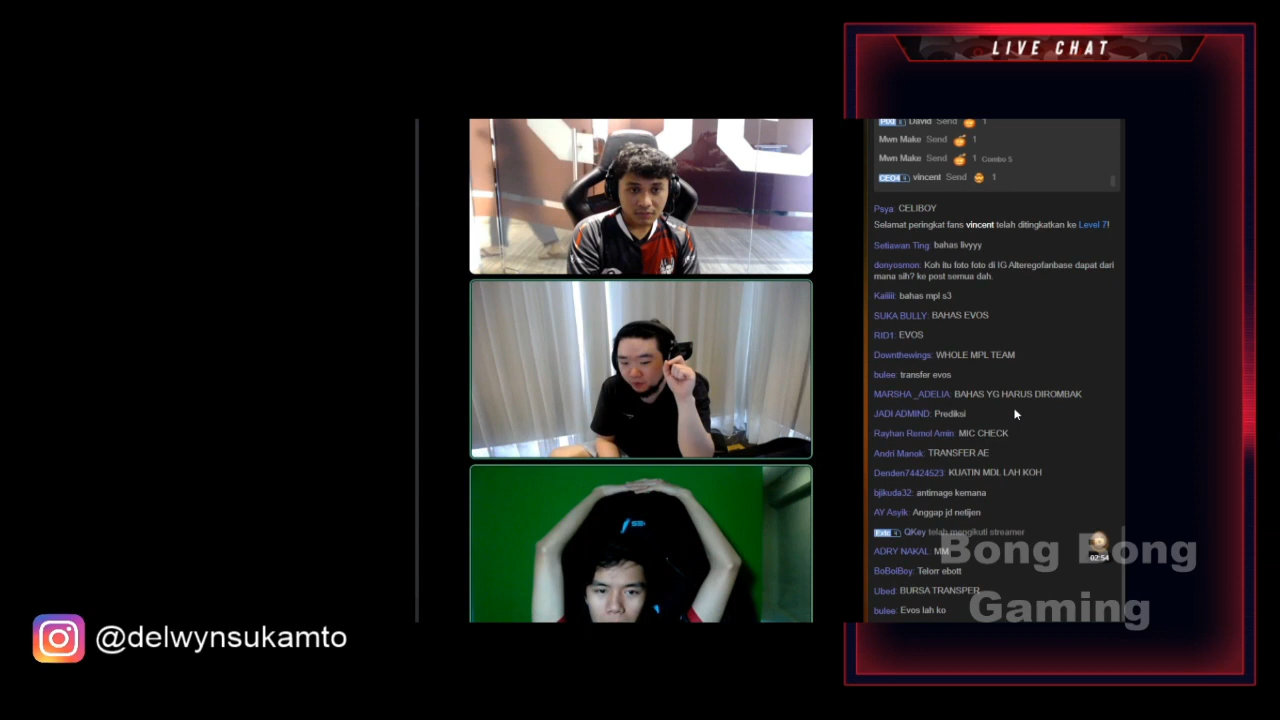 LIVE CHAT
David Send 1
Mwn Make Send 1
Mwn Make Send 1 Combo 5
CEO4 vincent Send 1
Psya: CELIBOY
Selamat peringkat fans vincent telah ditingkatkan ke Level 7!
Setiawan Ting: bahas livyyy
donyosmon: Koh itu foto foto di IG Alteregofanbase dapat dari
mana sih? ke post semua dah.
Kaiiiii: bahas mpl s3
SUKA BULLY: BAHAS EVOS
RID1: EVOS
Downthewings: WHOLE MPL TEAM
bulee: transfer evos
MARSHA_ADELIA: BAHAS YG HARUS DIROMBAK
JADI ADMIND: Prediksi
Rayhan Remol Amin: MIC CHECK
Andri Manok: TRANSFER AE
Denden74424523: KUATIN MDL LAH KOH
bjikuda32: antimage kemana
AY Asyik: Anggap jd netijen
QKey telah mengikuti streamer
ADRY NAKAL: MM
02:54
BoBolBoy: Telorr ebott
Ubed: BURSA TRANSPER
bulee: Evos lah ko
Bong Bong
Gaming
@delwynsukamto